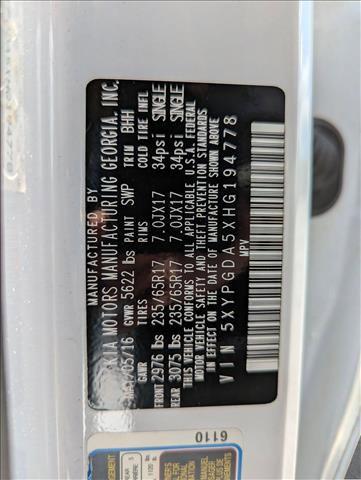 MANUFACTURED BY
KIA MOTORS MANUFACTURING GEORGIA, INC.
05/16 GVWR 5622 lbs PAINT SWP TRIM BHH
GAWR TIRES RIMS COLD TIRE INFL
FRONT 2976 lbs 235/65R17 7.0JX17 34psi SINGLE
REAR 3075 lbs 235/65R17 7.0JX17 34psi SINGLE
THIS VEHICLE CONFORMS TO ALL APPLICABLE U.S. FEDERAL
MOTOR VEHICLE SAFETY AND THEFT PREVENTION STANDARDS
IN EFFECT ON THE DATE OF MANUFACTURE SHOWN ABOVE
VIN 5XYPGDA5XHG194778
MPV
6110